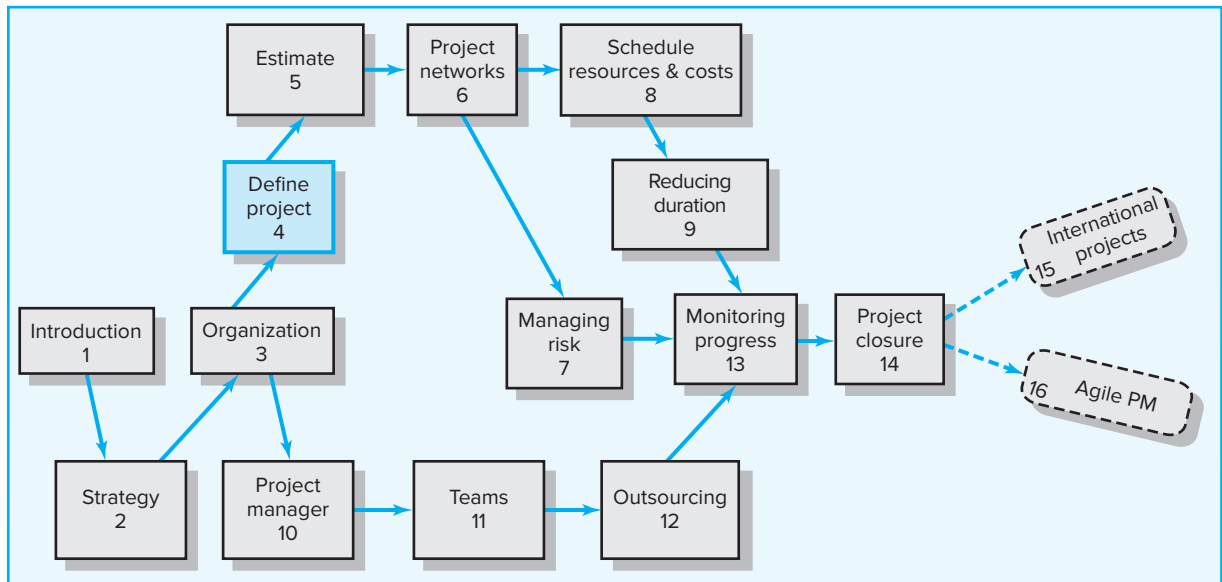 Estimate
5
Project
networks
6
Schedule
resources & costs
8
Define
project
4
Reducing
duration
9
International
projects
15
Introduction
1
Organization
3
Managing
risk
7
Monitoring
progress
13
Project
closure
14
16 Agile PM
Strategy
2
Project
manager
10
Teams
11
Outsourcing
12